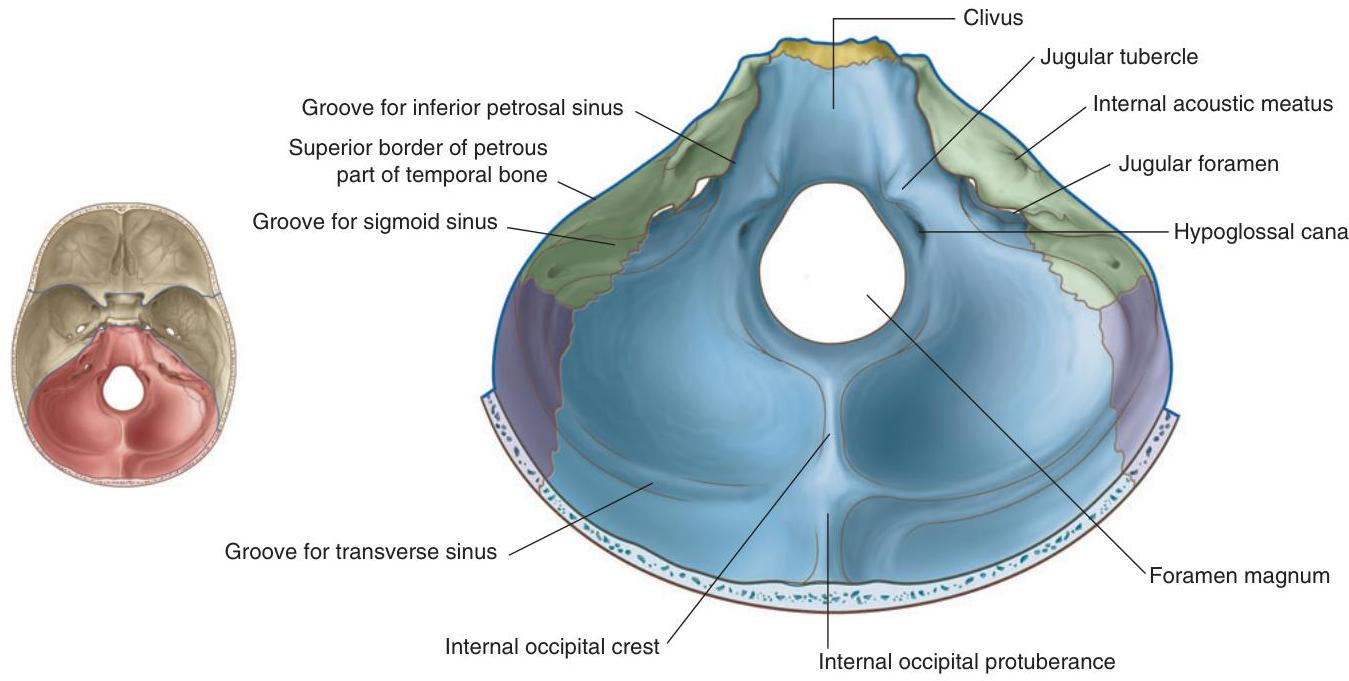 Clivus
Jugular tubercle
Groove for inferior petrosal sinus
Internal acoustic meatus
Superior border of petrous
part of temporal bone
Jugular foramen
Groove for sigmoid sinus
Hypoglossal cana
Groove for transverse sinus
Foramen magnum
Internal occipital crest
Internal occipital protuberance